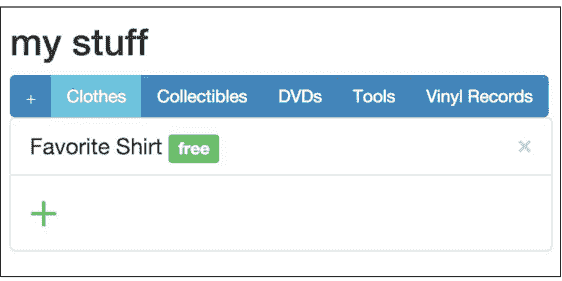 my stuff
+ Clothes Collectibles DVDs Tools Vinyl Records
Favorite Shirt free ×
+